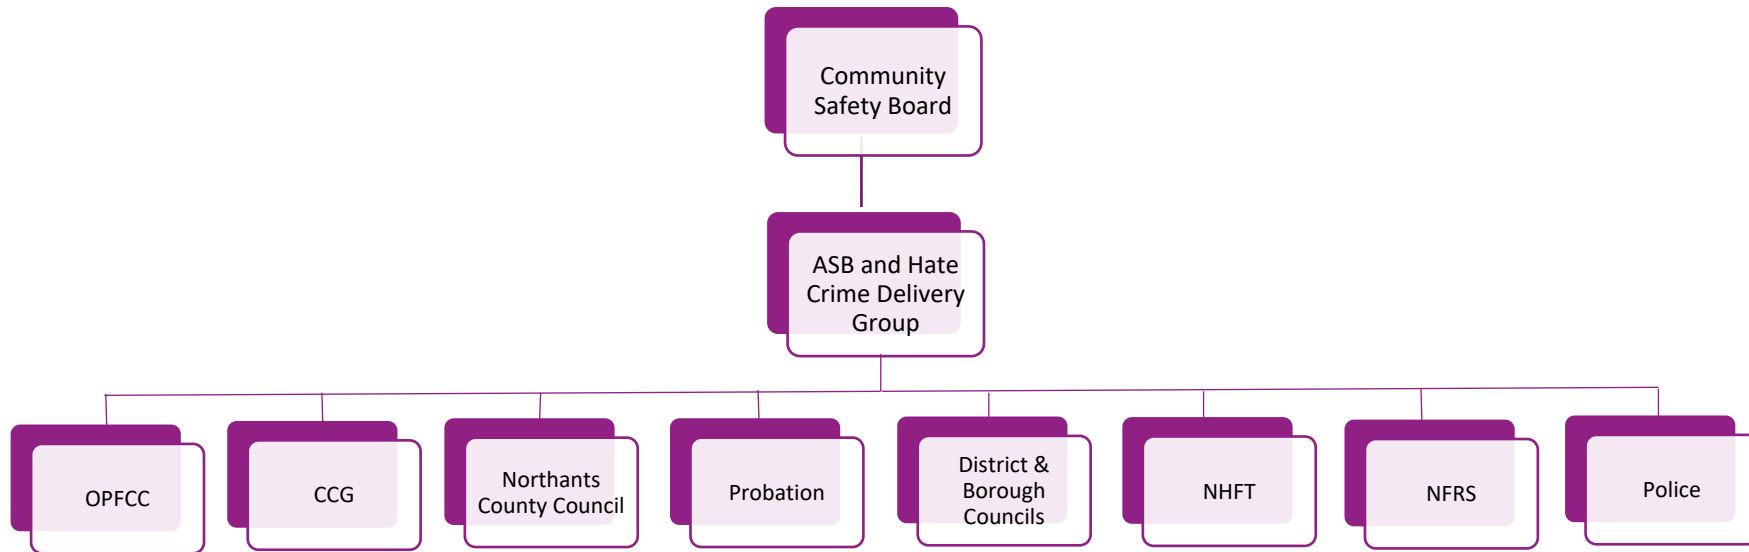 Community
Safety Board
ASB and Hate
Crime Delivery
Group
OPFCC
CCG
Northants
County Council
Probation
District &
Borough
Councils
NHFT
NFRS
Police